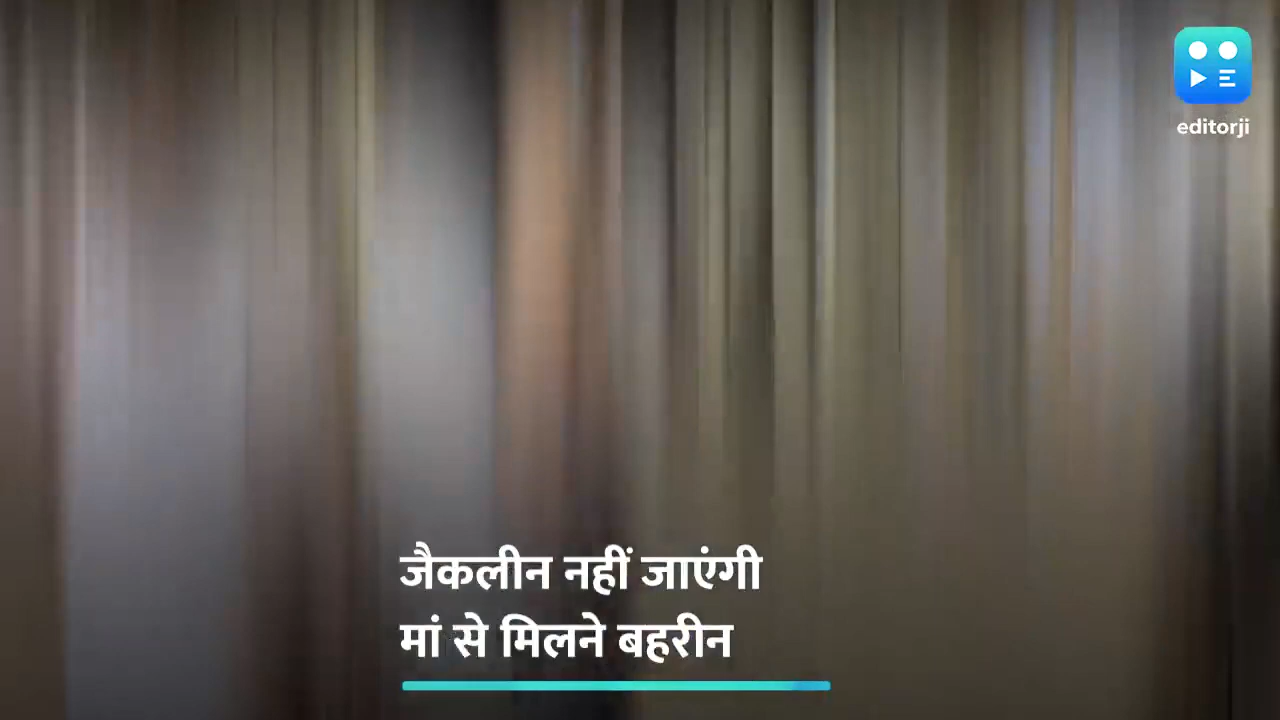 editorji
जैकलीन नहीं जाएंगी
मां से मिलने बहरीन